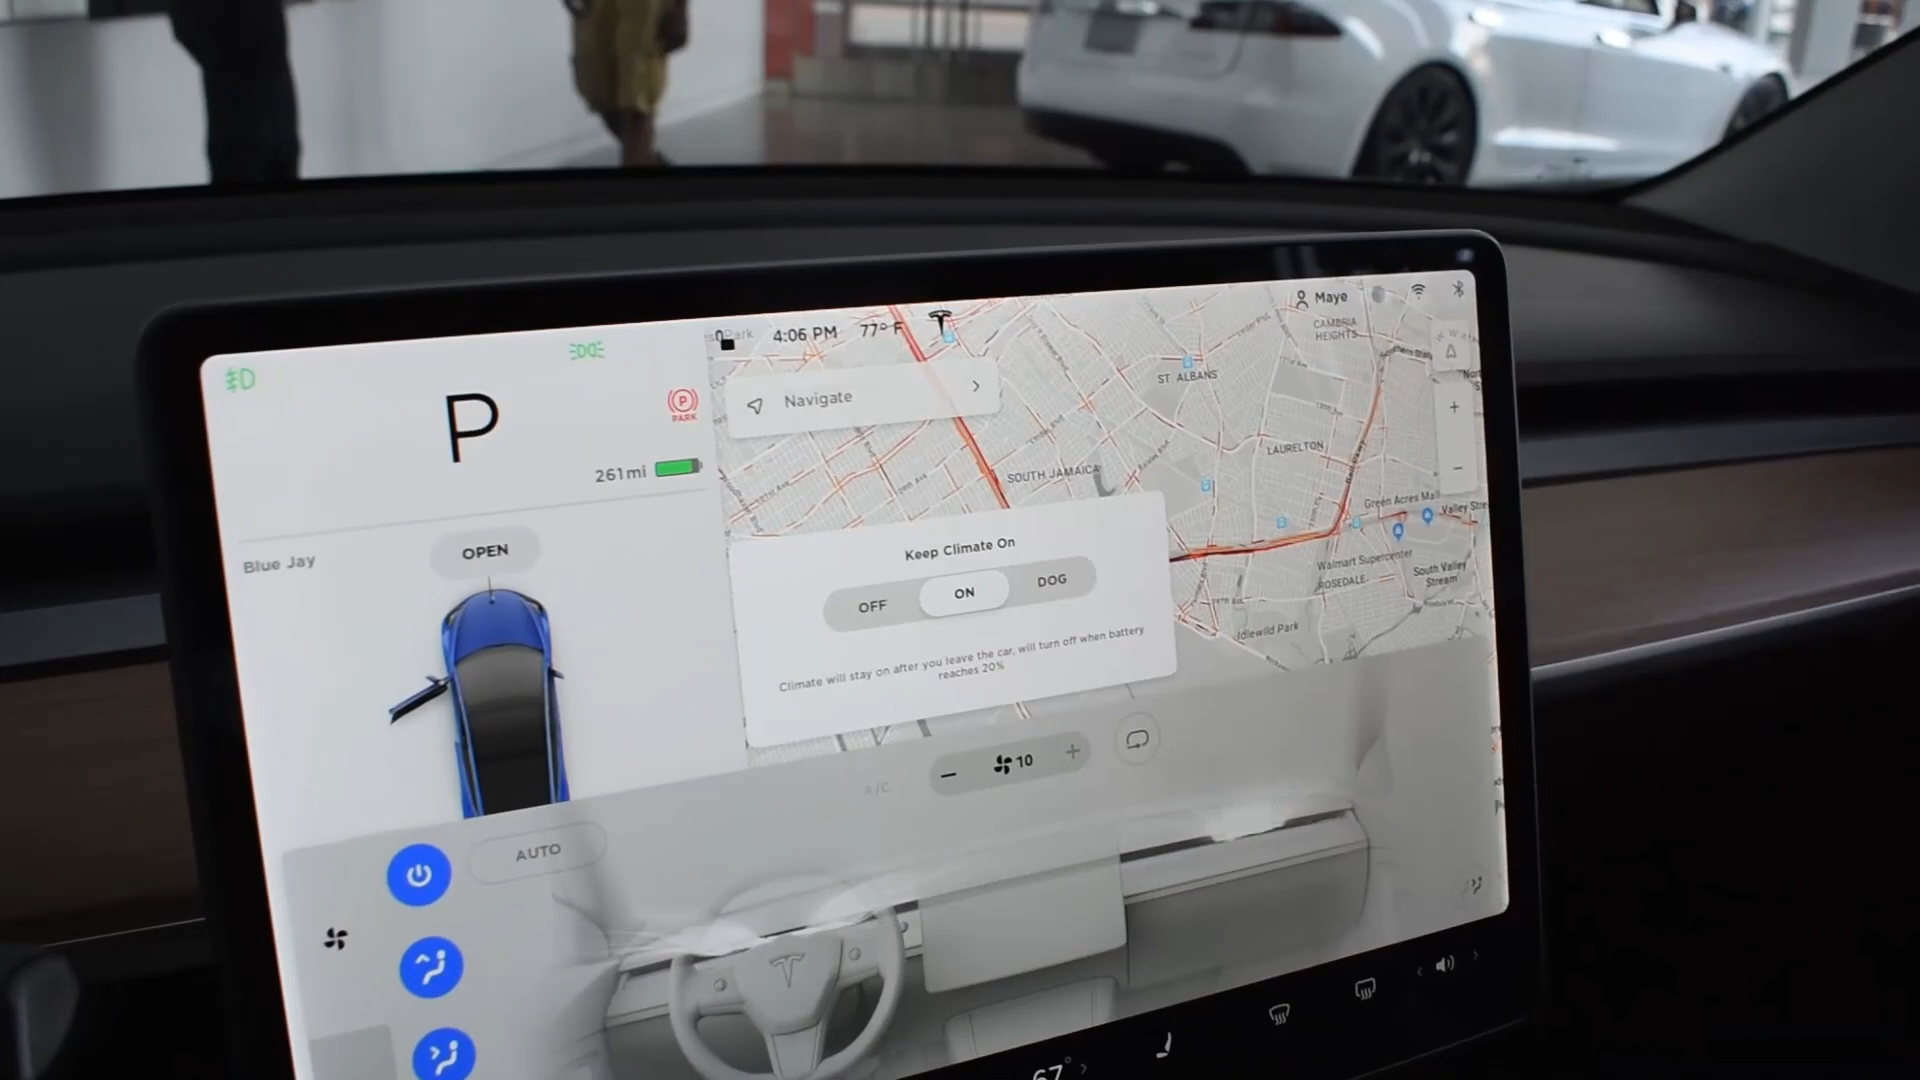 Park
4:06 PM
77° F
Maye
P
PARK
261 mi
Navigate
CAMBRIA
HEIGHTS
ST. ALBANS
LAURELTON
SOUTH JAMAICA
Green Acres Mall
Walmart Supercenter
ROSEDALE
South Valley
Stream
Idlewild Park
Blue Jay
OPEN
Keep Climate On
OFF
ON
DOG
Climate will stay on after you leave the car, will turn off when battery
reaches 20%
A/C
10
AUTO
67°